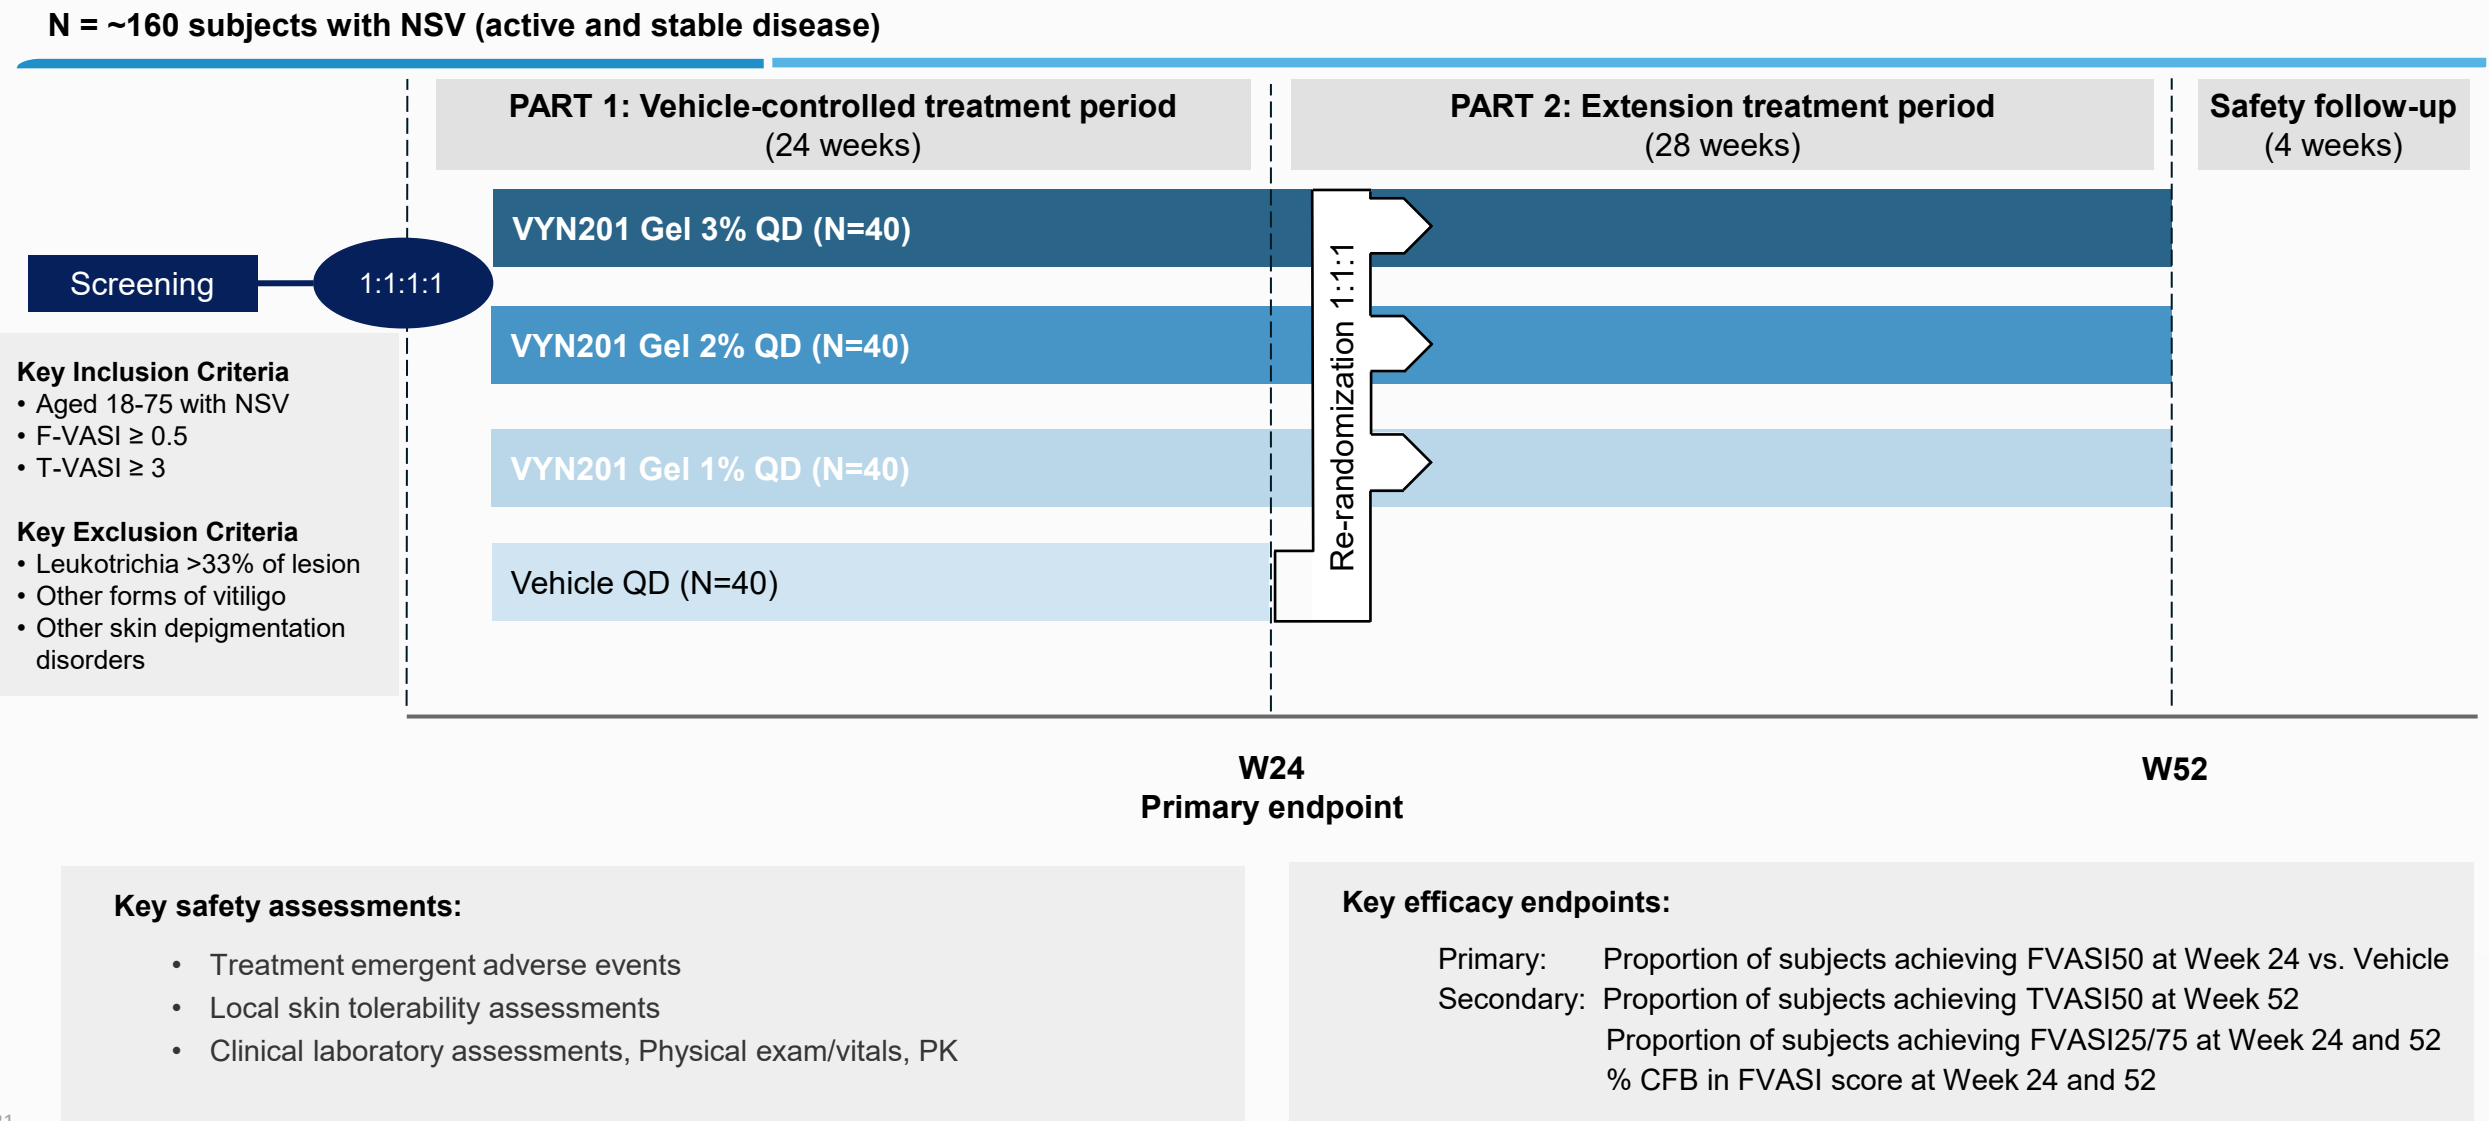 N = ~160 subjects with NSV (active and stable disease)
PART 1: Vehicle-controlled treatment period
(24 weeks)
PART 2: Extension treatment period
(28 weeks)
Safety follow-up
(4 weeks)
Screening
1:1:1:1
VYN201 Gel 3% QD (N=40)
VYN201 Gel 2% QD (N=40)
VYN201 Gel 1% QD (N=40)
Vehicle QD (N=40)
Re-randomization 1:1:1
Key Inclusion Criteria
• Aged 18-75 with NSV
• F-VASI ≥ 0.5
• T-VASI ≥ 3
Key Exclusion Criteria
• Leukotrichia >33% of lesion
• Other forms of vitiligo
• Other skin depigmentation
disorders
W24
Primary endpoint
W52
Key safety assessments:
• Treatment emergent adverse events
• Local skin tolerability assessments
• Clinical laboratory assessments, Physical exam/vitals, PK
Key efficacy endpoints:
Primary: Proportion of subjects achieving FVASI50 at Week 24 vs. Vehicle
Secondary: Proportion of subjects achieving TVASI50 at Week 52
Proportion of subjects achieving FVASI25/75 at Week 24 and 52
% CFB in FVASI score at Week 24 and 52